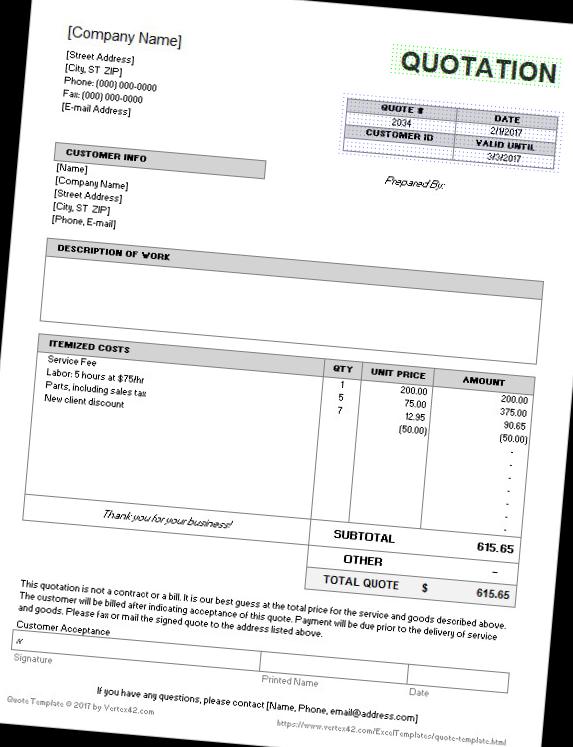 [Company Name]
[Street Address]
[City, ST ZIP]
Phone: (000) 000-0000
Fax: (000) 000-0000
[E-mail Address]
QUOTATION
QUOTE # DATE
2034 2/1/2017
CUSTOMER ID VALID UNTIL
3/3/2017
Prepared By:
CUSTOMER INFO
[Name]
[Company Name]
[Street Address]
[City, ST ZIP]
[Phone, E-mail]
DESCRIPTION OF WORK
ITEMIZED COSTS QTY UNIT PRICE AMOUNT
Service Fee 1 200.00 200.00
Labor: 5 hours at $75/hr 5 75.00 375.00
Parts, including sales tax 7 12.95 90.65
New client discount (50.00) (50.00)
-
-
-
-
-
-
-
Thank you for your business!
SUBTOTAL 615.65
OTHER -
TOTAL QUOTE $ 615.65
This quotation is not a contract or a bill. It is our best guess at the total price for the service and goods described above.
The customer will be billed after indicating acceptance of this quote. Payment will be due prior to the delivery of service
and goods. Please fax or mail the signed quote to the address listed above.
Customer Acceptance
x
Signature Printed Name Date
If you have any questions, please contact [Name, Phone, email@address.com]
Quote Template © 2017 by Vertex42.com
https://www.vertex42.com/ExcelTemplates/quote-template.html